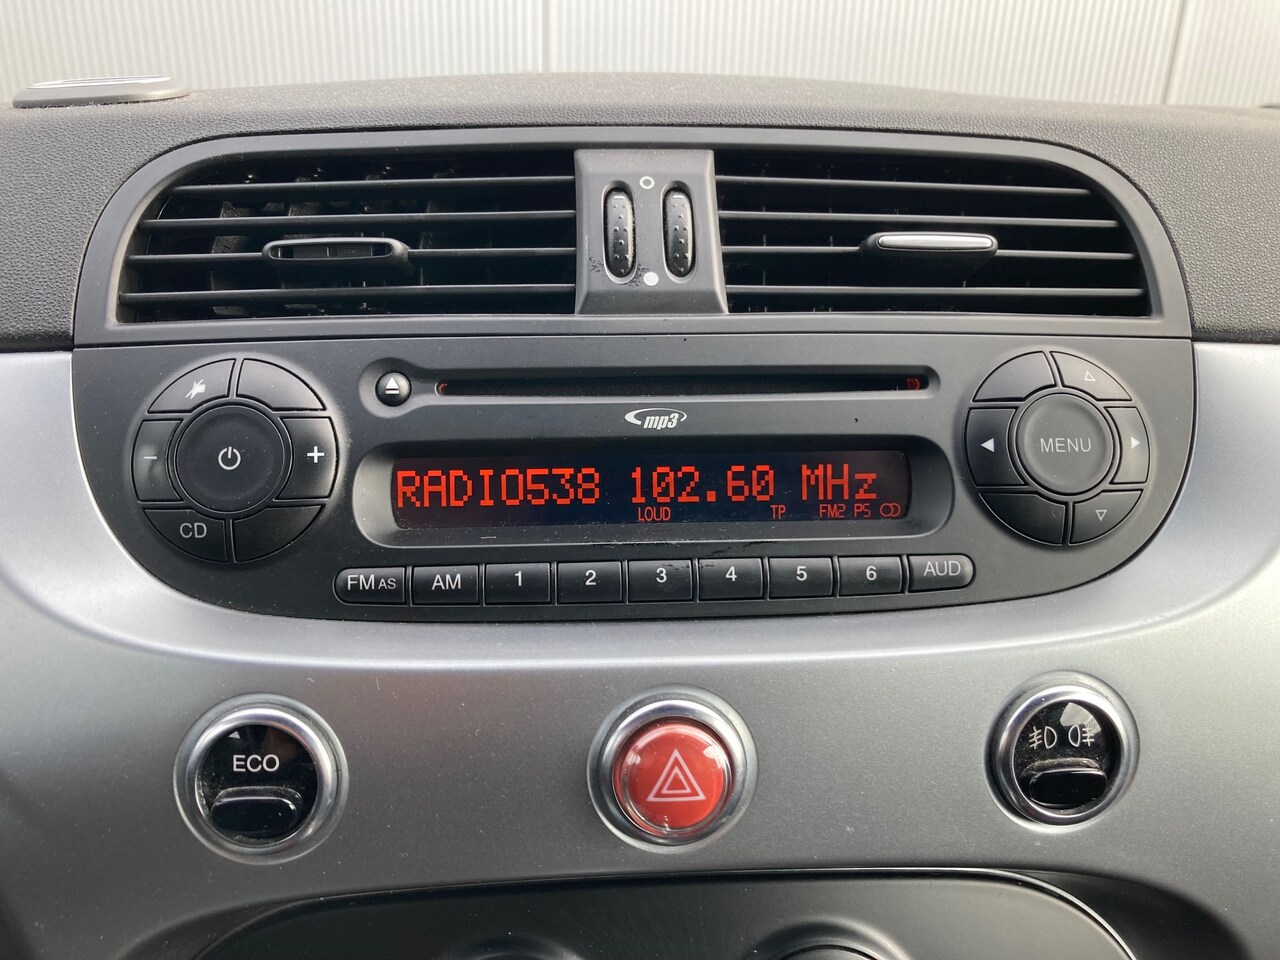 mp3
RADIO538 102.60 MHz
LOUD TP FM2 PS
MENU
CD
FM AS AM 1 2 3 4 5 6 AUD
ECO